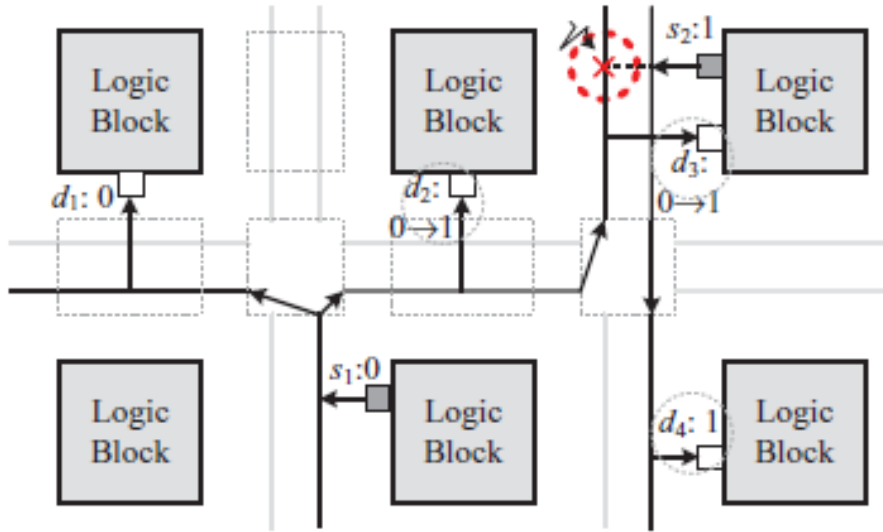 Logic
Block
Logic
Block
s₂:1
Logic
Block
d₁: 0
d₂:
0→1
d₃:
0→1
Logic
Block
s₁:0
Logic
Block
d₄: 1
Logic
Block